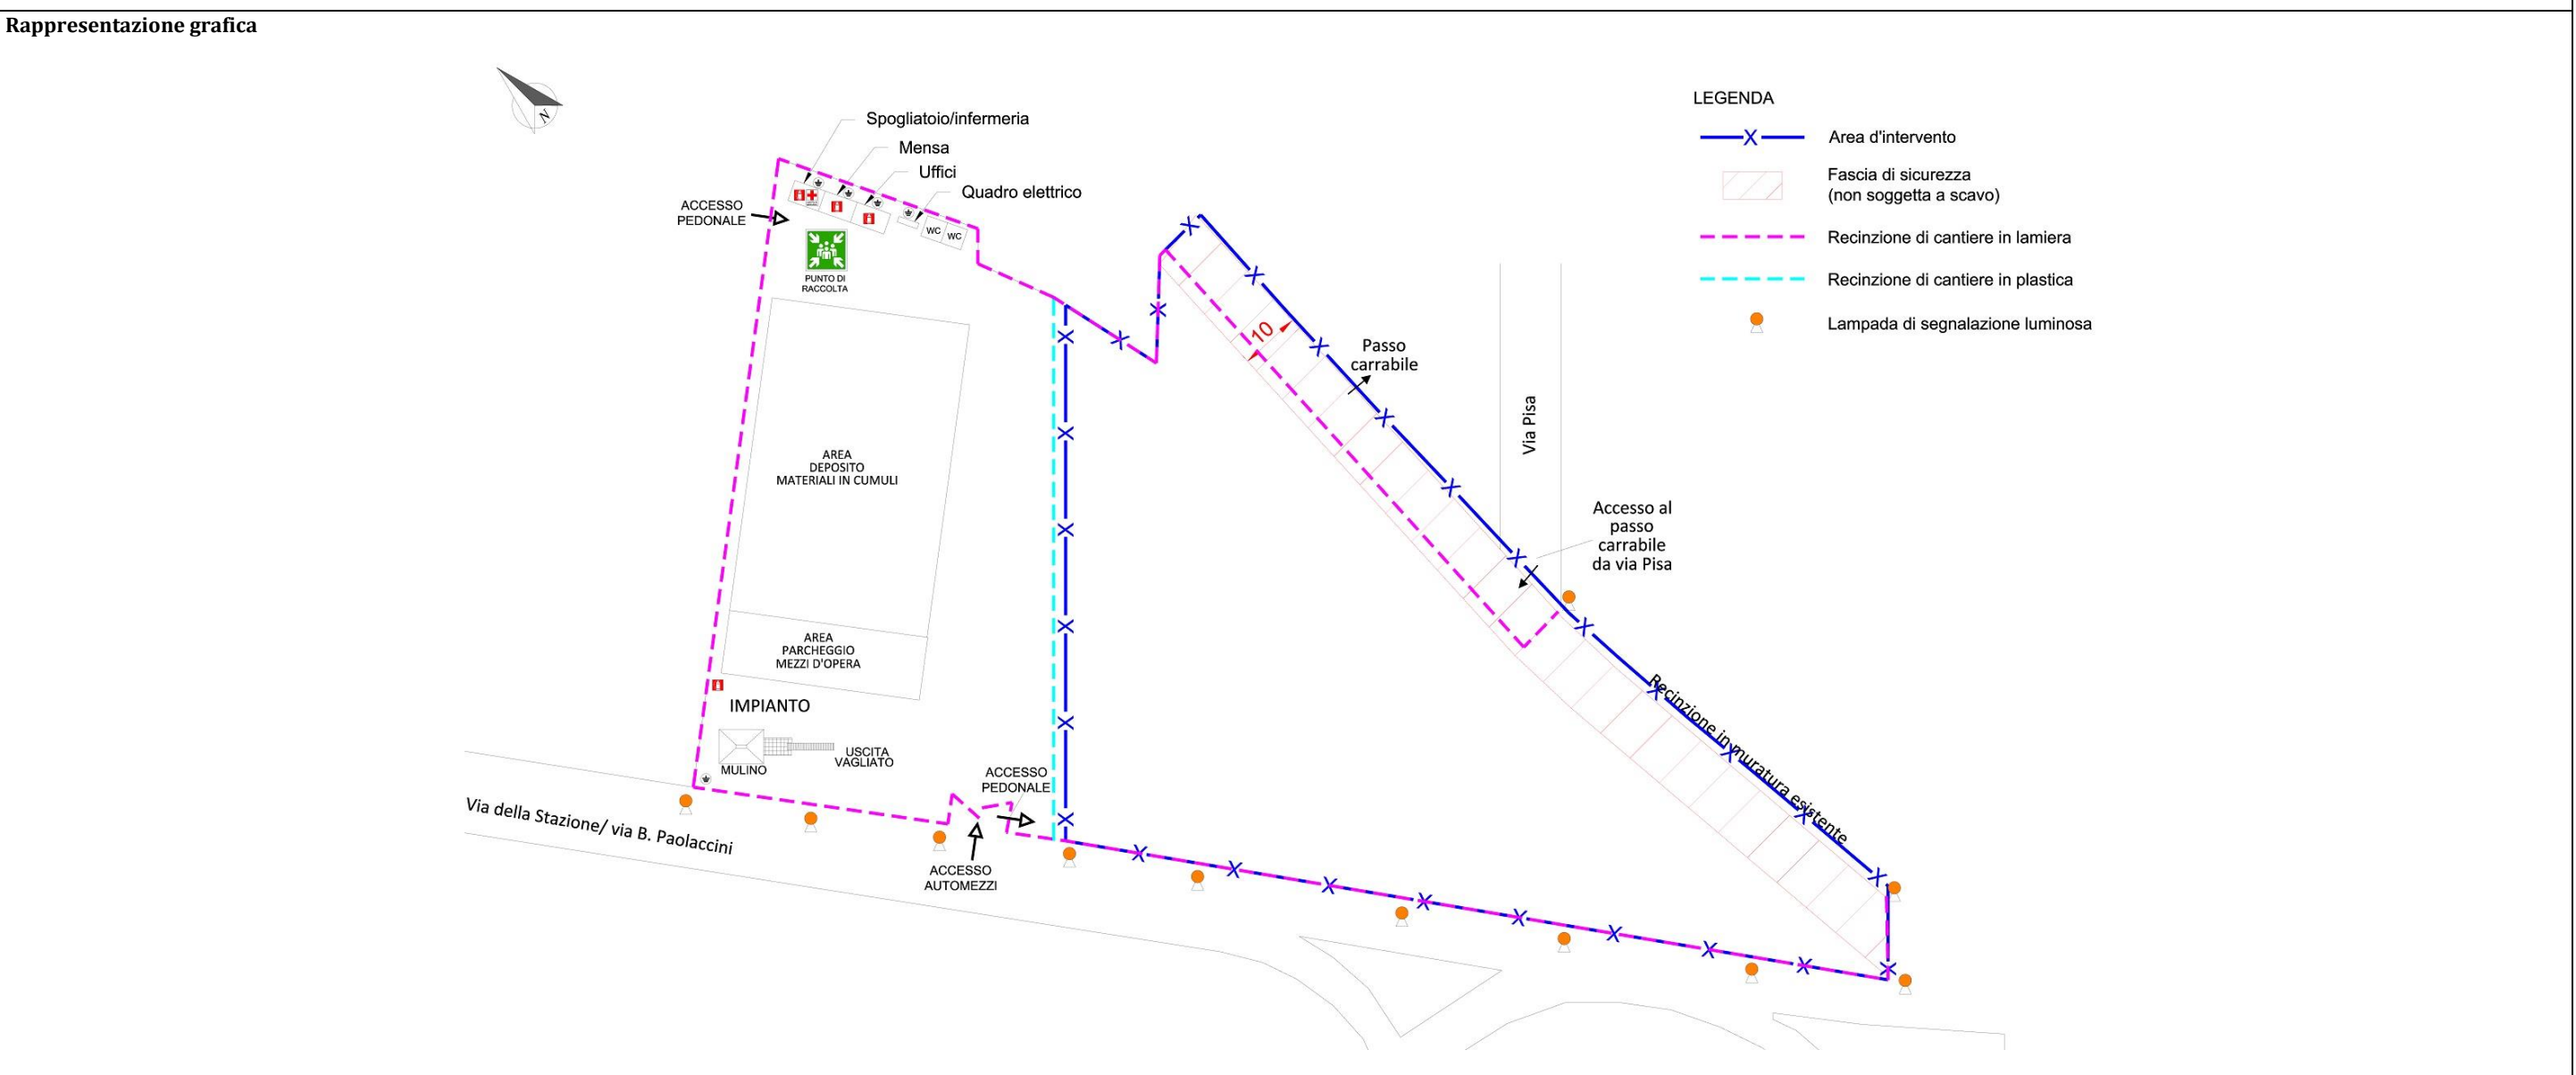 Rappresentazione grafica
N
Spogliatoio/infermeria
Mensa
Uffici
Quadro elettrico
ACCESSO
PEDONALE
WC
WC
PUNTO DI
RACCOLTA
AREA
DEPOSITO
MATERIALI IN CUMULI
AREA
PARCHEGGIO
MEZZI D'OPERA
IMPIANTO
MULINO
USCITA
VAGLIATO
ACCESSO
PEDONALE
ACCESSO
AUTOMEZZI
Via della Stazione/ via B. Paolaccini
10
Passo
carrabile
Via Pisa
Accesso al
passo
carrabile
da via Pisa
Recinzione in muratura esistente
LEGENDA
Area d'intervento
Fascia di sicurezza
(non soggetta a scavo)
Recinzione di cantiere in lamiera
Recinzione di cantiere in plastica
Lampada di segnalazione luminosa